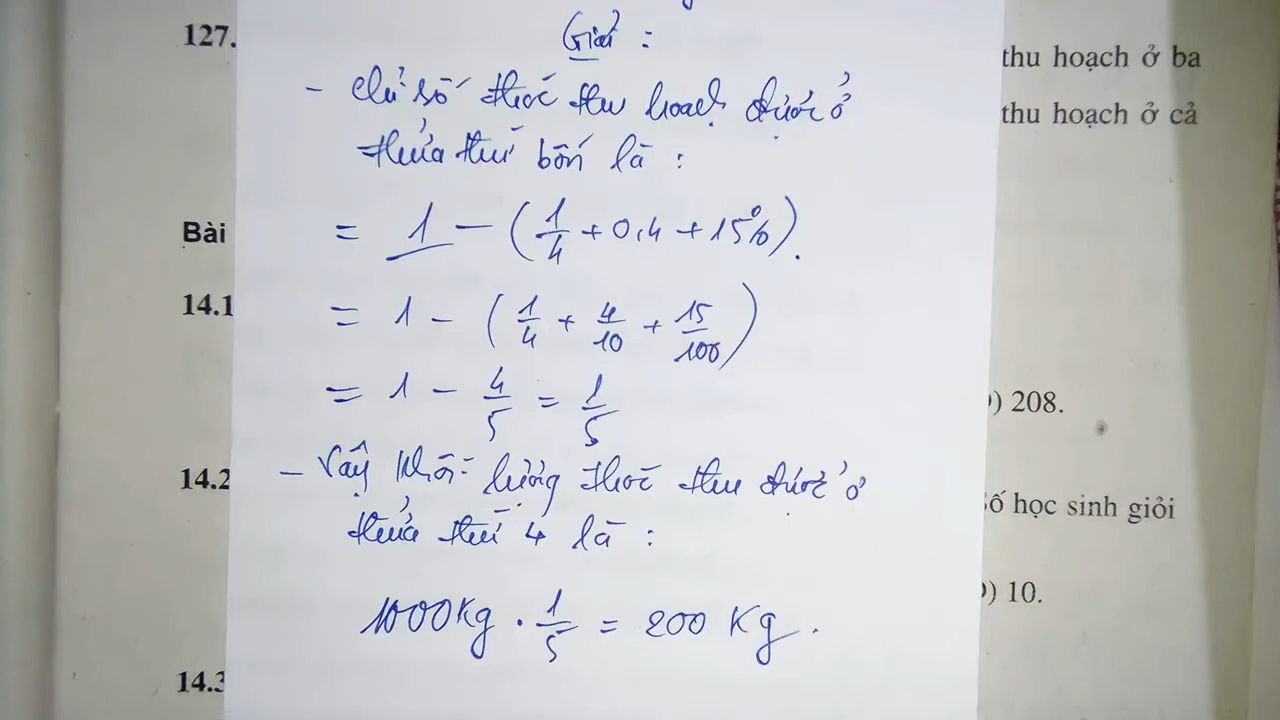 127.
Giải :
thu hoạch ở ba
- chỉ số thóc thu hoạch được ở
thu hoạch ở cả
thửa thứ bốn là :
= 1 - (1/4 + 0,4 + 15%).
Bài
14.1
= 1 - (1/4 + 4/10 + 15/100)
= 1 - 4/5 = 1/5
) 208.
- Vậy khối lượng thóc thu được ở
14.2
số học sinh giỏi
thửa thứ 4 là :
) 10.
1000Kg . 1/5 = 200 Kg .
14.3